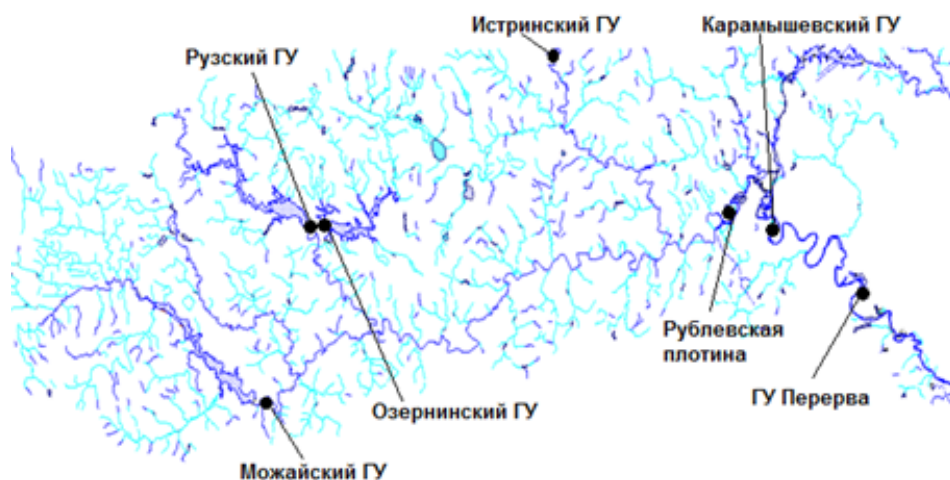 Истринский ГУ
Карамышевский ГУ
Рузский ГУ
Рублевская
плотина
ГУ Перерва
Озернинский ГУ
Можайский ГУ